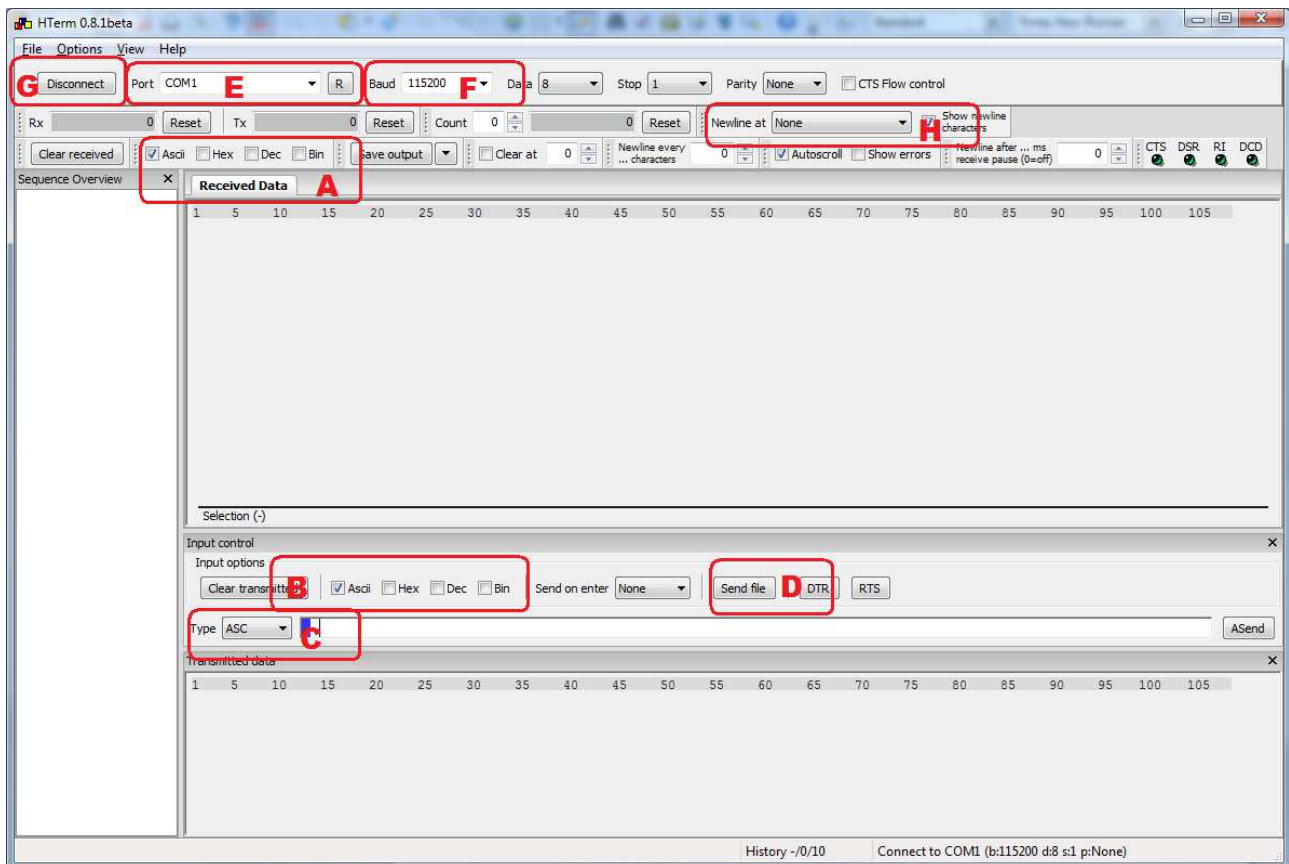 HTerm 0.8.1beta
File Options View Help
G Disconnect Port COM1 E R Baud 115200 F Data 8 Stop 1 Parity None CTS Flow control
Rx 0 Reset Tx 0 Reset Count 0 0 Reset Newline at None H Show newline characters
Clear received Ascii Hex Dec Bin Save output Clear at 0 Newline every ... characters 0 Autoscroll Show errors Newline after ... ms receive pause (0=off) 0 CTS DSR RI DCD
Sequence Overview Received Data A
1 5 10 15 20 25 30 35 40 45 50 55 60 65 70 75 80 85 90 95 100 105
Selection (-)
Input control
Input options
Clear transmitted B Ascii Hex Dec Bin Send on enter None Send file D DTR RTS
Type ASC C ASend
Transmitted data
1 5 10 15 20 25 30 35 40 45 50 55 60 65 70 75 80 85 90 95 100 105
History -/0/10 Connect to COM1 (b:115200 d:8 s:1 p:None)